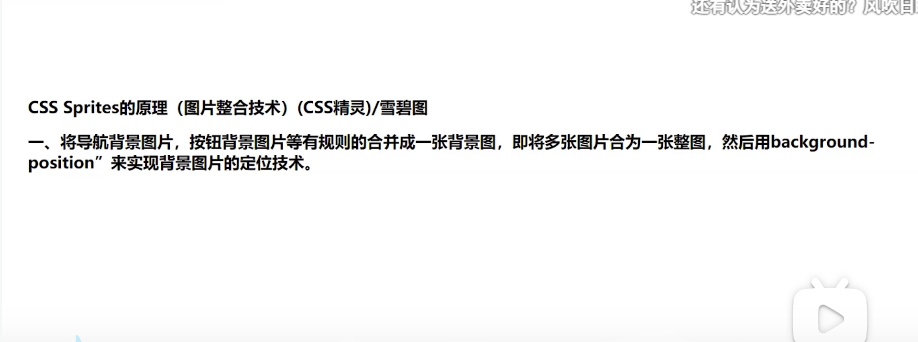 还有认为送外卖好的？风吹日
CSS Sprites的原理（图片整合技术）(CSS精灵)/雪碧图
一、将导航背景图片，按钮背景图片等有规则的合并成一张背景图，即将多张图片合为一张整图，然后用background-
position”来实现背景图片的定位技术。